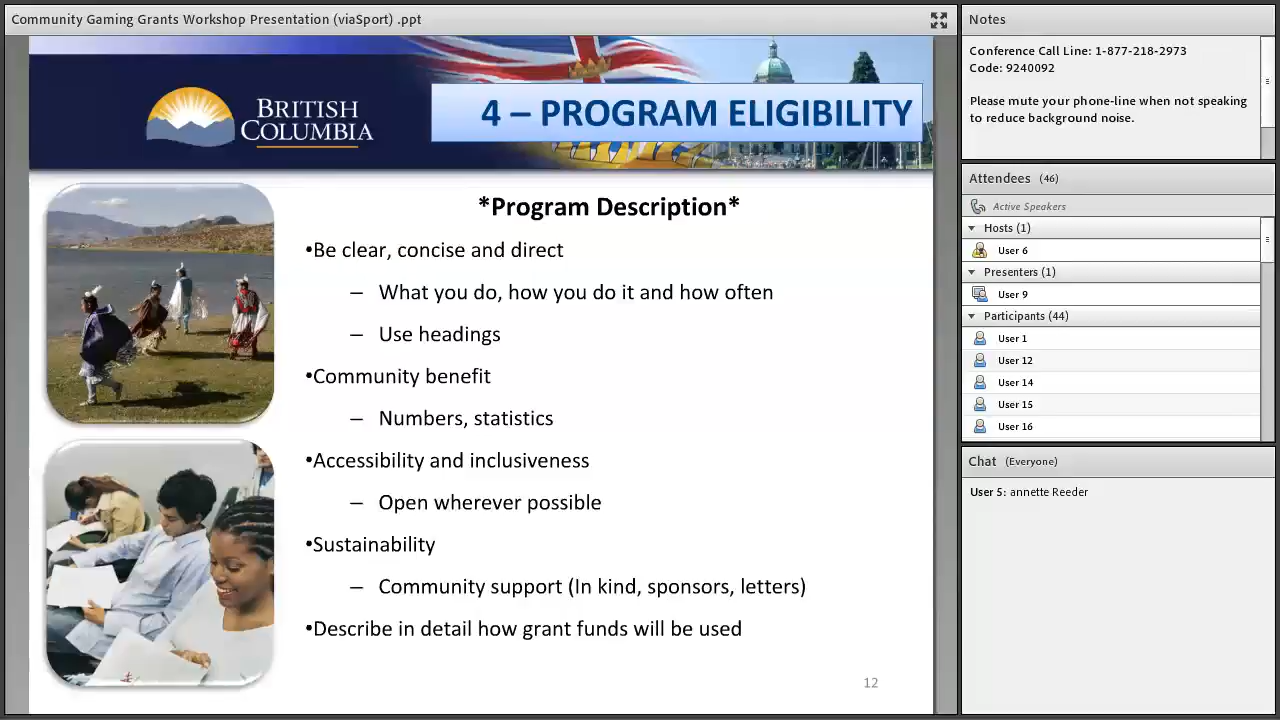 Community Gaming Grants Workshop Presentation (viaSport) .ppt
BRITISH
COLUMBIA
4 – PROGRAM ELIGIBILITY
*Program Description*
•Be clear, concise and direct
– What you do, how you do it and how often
– Use headings
•Community benefit
– Numbers, statistics
•Accessibility and inclusiveness
– Open wherever possible
•Sustainability
– Community support (In kind, sponsors, letters)
•Describe in detail how grant funds will be used
12
Notes
Conference Call Line: 1-877-218-2973
Code: 9240092
Please mute your phone-line when not speaking
to reduce background noise.
Attendees (46)
Active Speakers
Hosts (1)
User 6
Presenters (1)
User 9
Participants (44)
User 1
User 12
User 14
User 15
User 16
Chat (Everyone)
User 5: annette Reeder